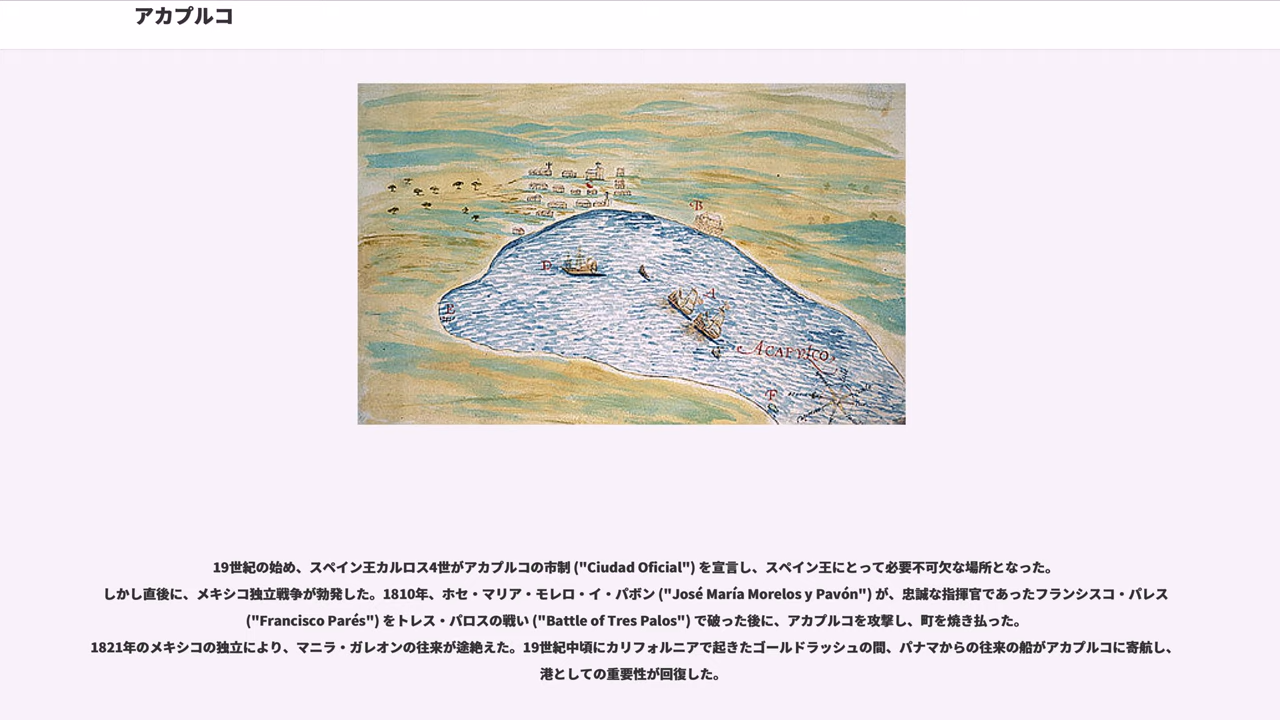 アカプルコ
B
D
A
E
ACAPVLCO
F
19世紀の始め、スペイン王カルロス4世がアカプルコの市制 ("Ciudad Oficial") を宣言し、スペイン王にとって必要不可欠な場所となった。
しかし直後に、メキシコ独立戦争が勃発した。1810年、ホセ・マリア・モレロ・イ・パボン ("José María Morelos y Pavón") が、忠誠な指揮官であったフランシスコ・パレス
("Francisco Parés") をトレス・パロスの戦い ("Battle of Tres Palos") で破った後に、アカプルコを攻撃し、町を焼き払った。
1821年のメキシコの独立により、マニラ・ガレオンの往来が途絶えた。19世紀中頃にカリフォルニアで起きたゴールドラッシュの間、パナマからの往来の船がアカプルコに寄航し、
港としての重要性が回復した。